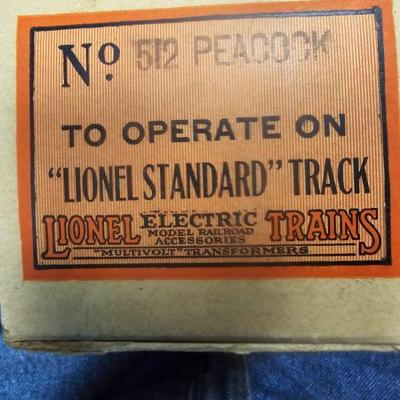 Nº 512 PEACOCK
TO OPERATE ON
"LIONEL STANDARD" TRACK
LIONEL ELECTRIC TRAINS
MODEL RAILROAD
ACCESSORIES
"MULTIVOLT" TRANSFORMERS